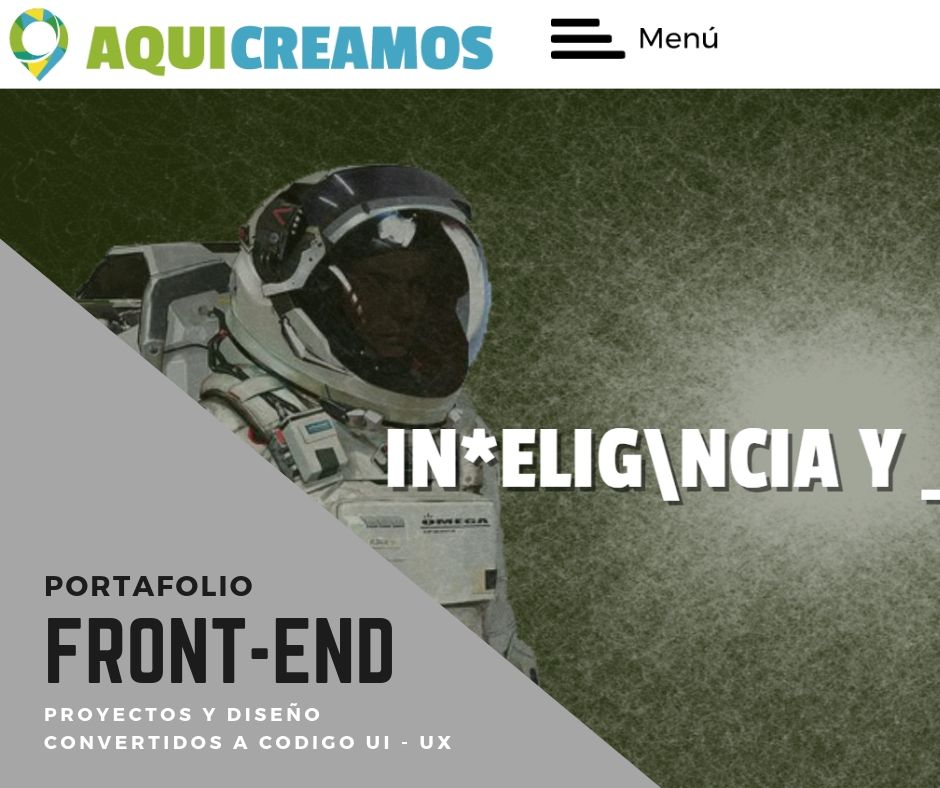 AQUICREAMOS
Menú
IN*ELIG\NCIA Y _
OMEGA
PORTAFOLIO
FRONT-END
PROYECTOS Y DISEÑO
CONVERTIDOS A CODIGO UI - UX